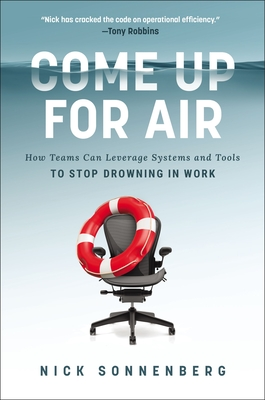 "Nick has cracked the code on operational efficiency."
—Tony Robbins
COME UP
FOR AIR
How Teams Can Leverage Systems and Tools
TO STOP DROWNING IN WORK
NICK SONNENBERG